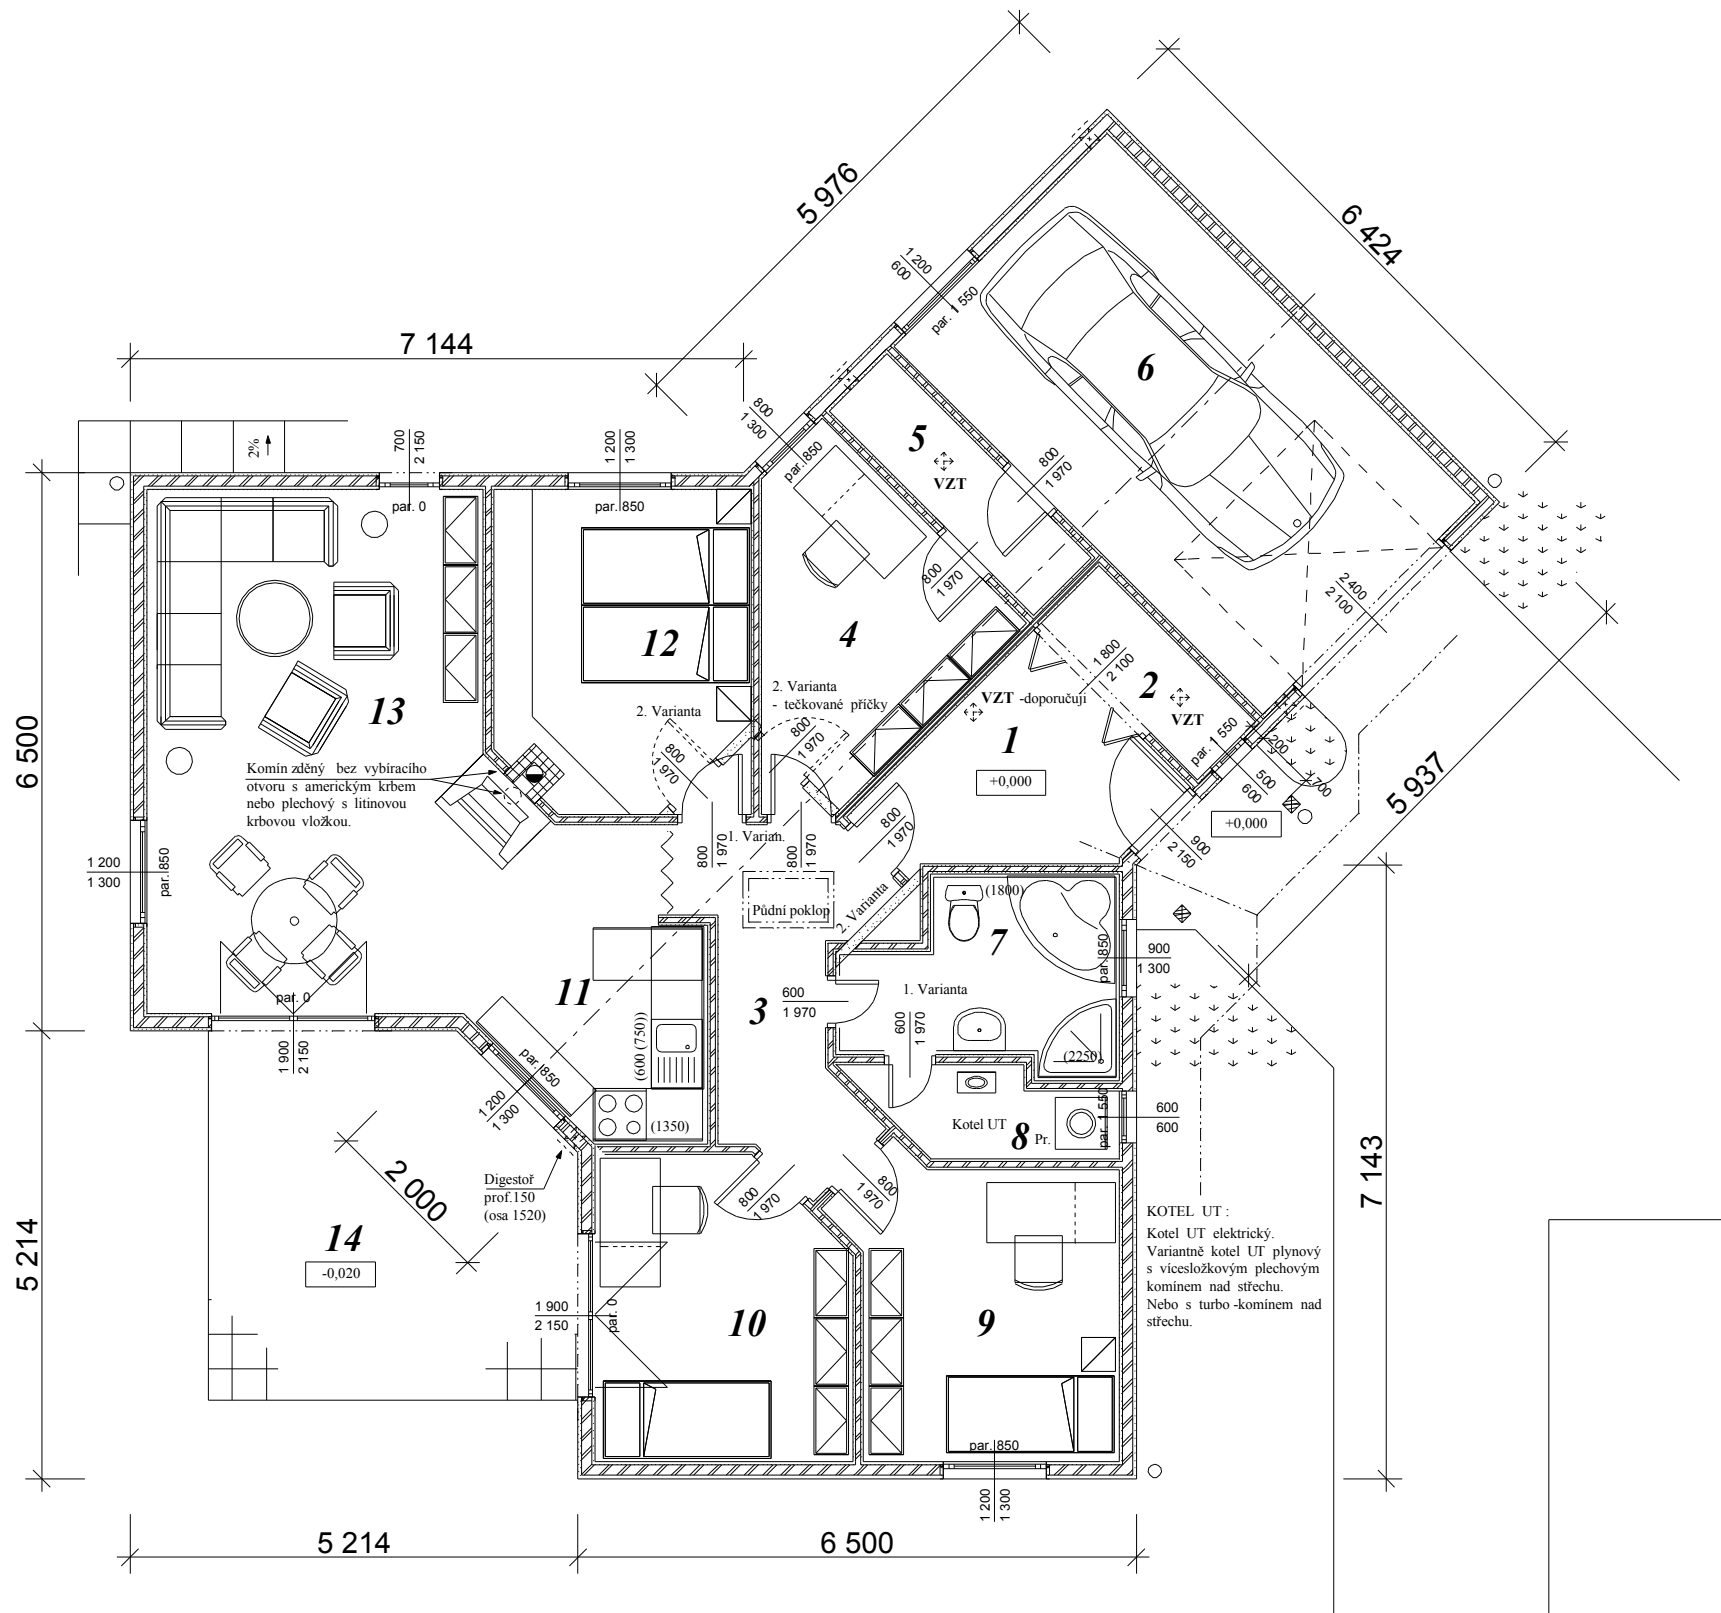 5 976
6 424
1 200
600
par. 1 550
6
7 144
800
1 300
par. 850
5
VZT
800
1 970
2%
700
2 150
par. 0
1 200
1 300
par. 850
800
1 970
2 400
2 100
12
4
13
2. Varianta
2. Varianta
- tečkované příčky
1 800
2 100
2
VZT
VZT -doporučuji
1
+0,000
par. 1 550
200
500
600
700
+0,000
5 937
6 500
Komín zděný bez vybíracího
otvoru s americkým krbem
nebo plechový s litinovou
krbovou vložkou.
800
1 970
800
1 970
1. Varian.
800
1 970
800
1 970
800
1 970
900
2 150
1 200
1 300
par. 850
Půdní poklop
2. Varianta
(1800)
7
par. 850
900
1 300
par. 0
11
3
600
1 970
1. Varianta
600
1 970
(2250)
1 900
2 150
par. 850
(600 (750))
1 200
1 300
(1350)
Kotel UT
8
Pr.
par. 1 550
600
600
7 143
2 000
Digestoř
prof.150
(osa 1520)
800
1 970
800
1 970
KOTEL UT :
Kotel UT elektrický.
Variantně kotel UT plynový
s vícesložkovým plechovým
komínem nad střechu.
Nebo s turbo -komínem nad
střechu.
14
-0,020
5 214
1 900
2 150
par. 0
10
9
par. 850
1 200
1 300
5 214
6 500